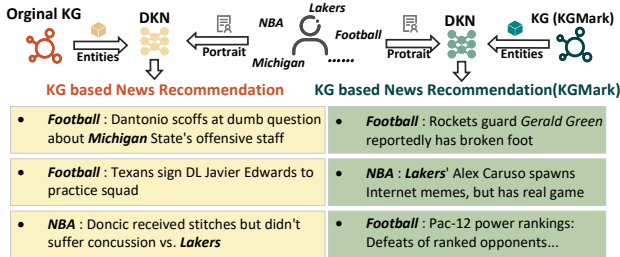 Orginal KG
Entities
DKN
Portrait
NBA
Lakers
Football
Michigan
......
Protrait
DKN
Entities
KG (KGMark)
KG based News Recommendation
• Football : Dantonio scoffs at dumb question
about Michigan State's offensive staff
• Football : Texans sign DL Javier Edwards to
practice squad
• NBA : Doncic received stitches but didn't
suffer concussion vs. Lakers
KG based News Recommendation(KGMark)
• Football : Rockets guard Gerald Green
reportedly has broken foot
• NBA : Lakers' Alex Caruso spawns
Internet memes, but has real game
• Football : Pac-12 power rankings:
Defeats of ranked opponents...